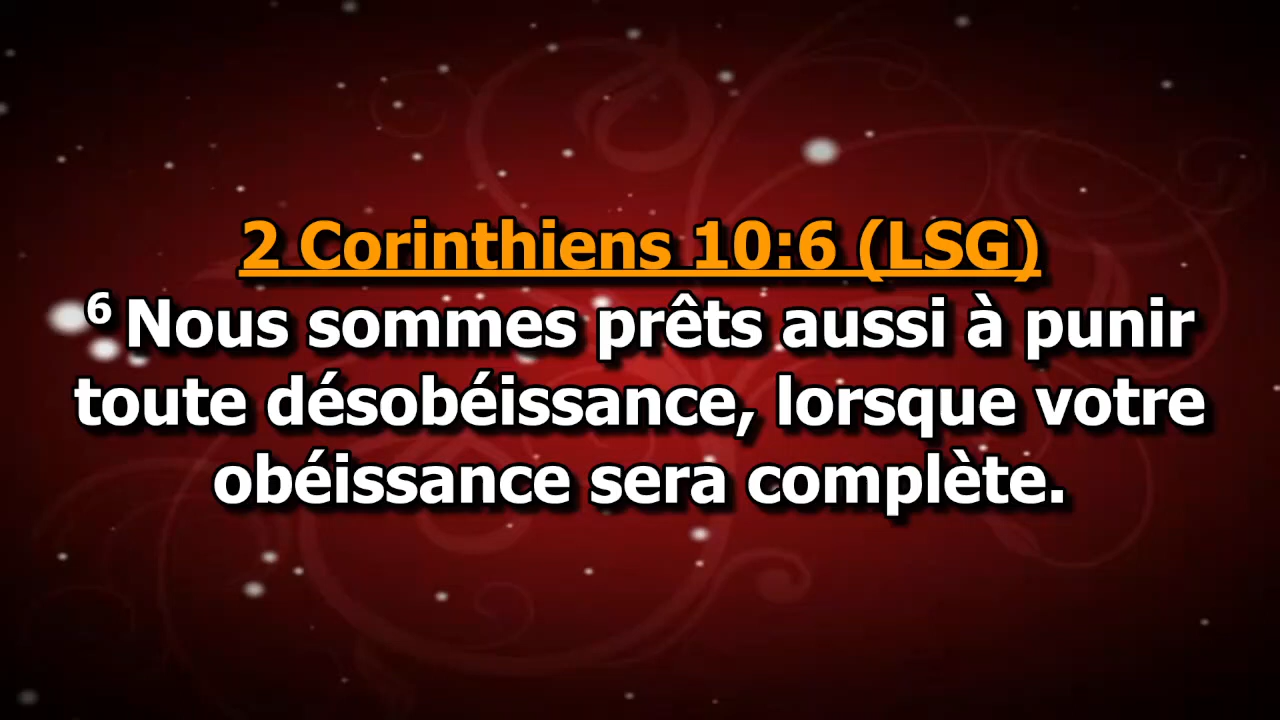 2 Corinthiens 10:6 (LSG)
6 Nous sommes prêts aussi à punir
toute désobéissance, lorsque votre
obéissance sera complète.